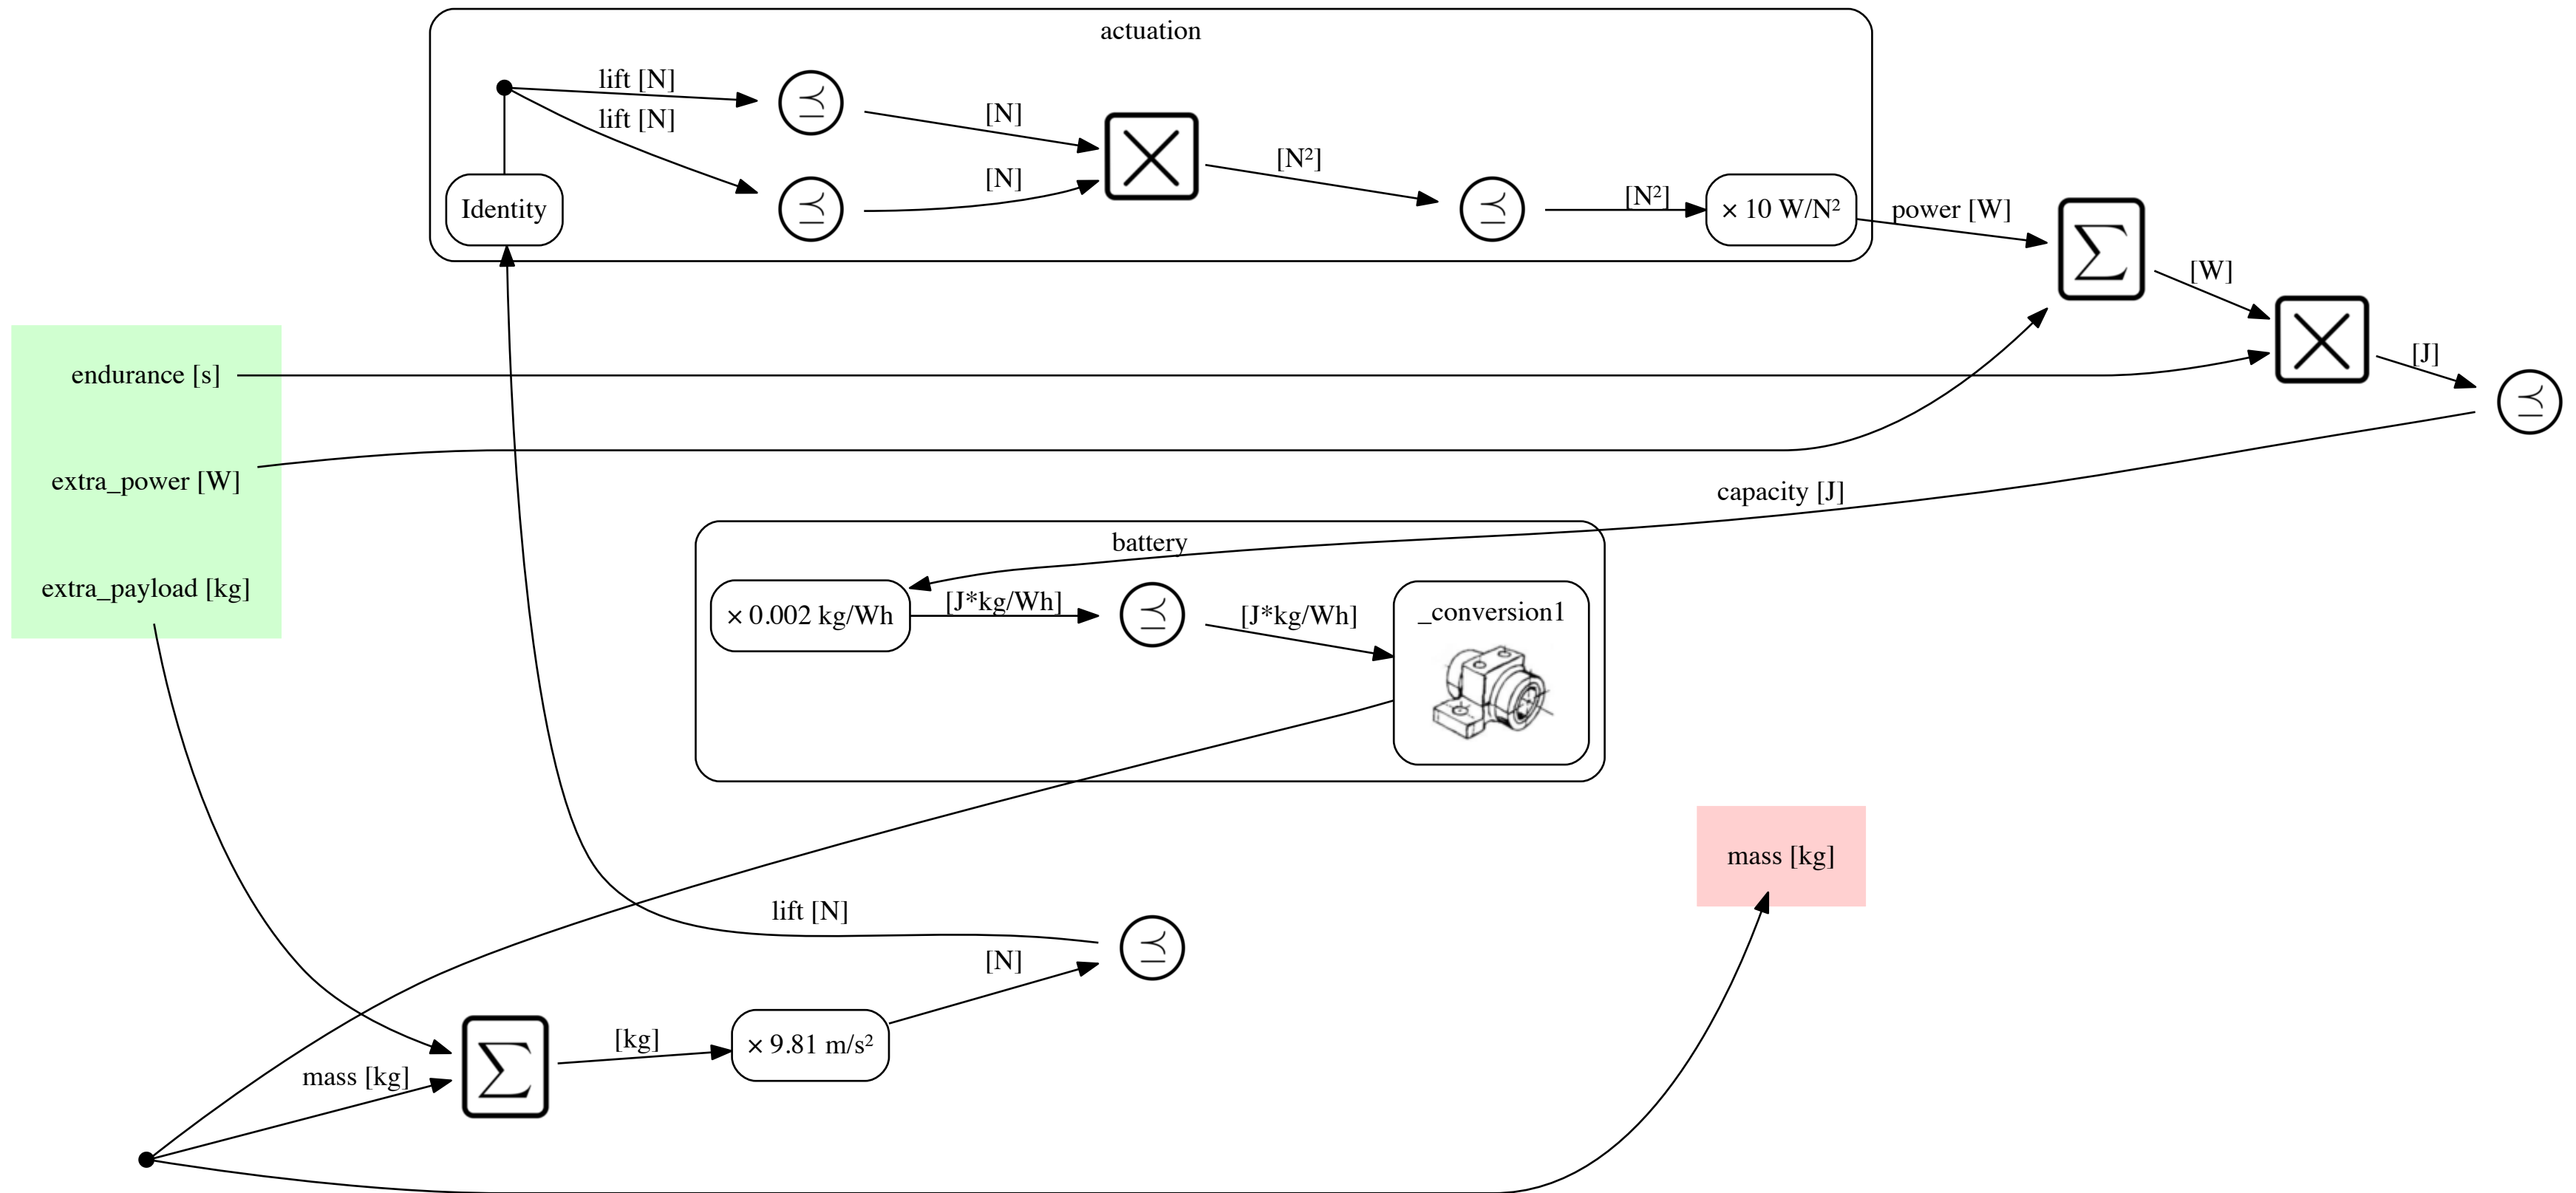 actuation
lift [N]
lift [N]
[N]
[N]
[N²]
[N²]
Identity
× 10 W/N²
power [W]
[W]
[J]
endurance [s]
extra_power [W]
extra_payload [kg]
capacity [J]
battery
× 0.002 kg/Wh
[J*kg/Wh]
[J*kg/Wh]
_conversion1
mass [kg]
lift [N]
[N]
[kg]
× 9.81 m/s²
mass [kg]